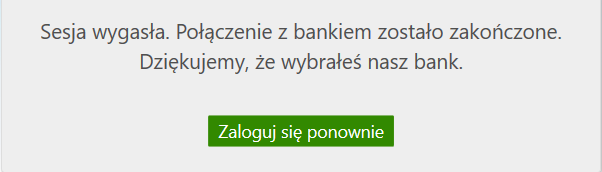 Sesja wygasła. Połączenie z bankiem zostało zakończone.
Dziękujemy, że wybrałeś nasz bank.
Zaloguj się ponownie